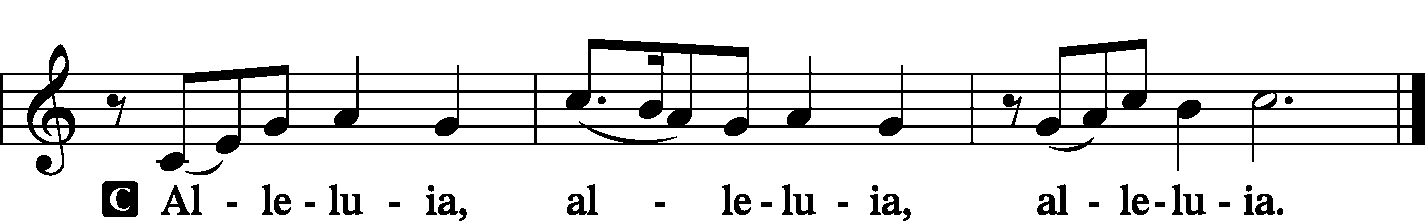 C Al - le - lu - ia, al - le - lu - ia, al - le - lu - ia.